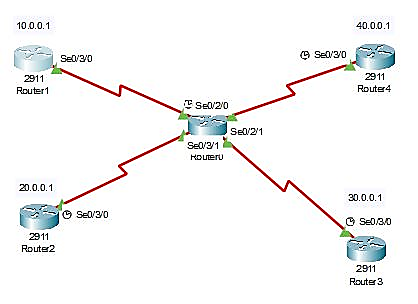 10.0.0.1
Se0/3/0
2911
Router1
40.0.0.1
Se0/3/0
2911
Router4
Se0/2/0
Se0/2/1
Se0/3/1
Router0
20.0.0.1
Se0/3/0
2911
Router2
30.0.0.1
Se0/3/0
2911
Router3